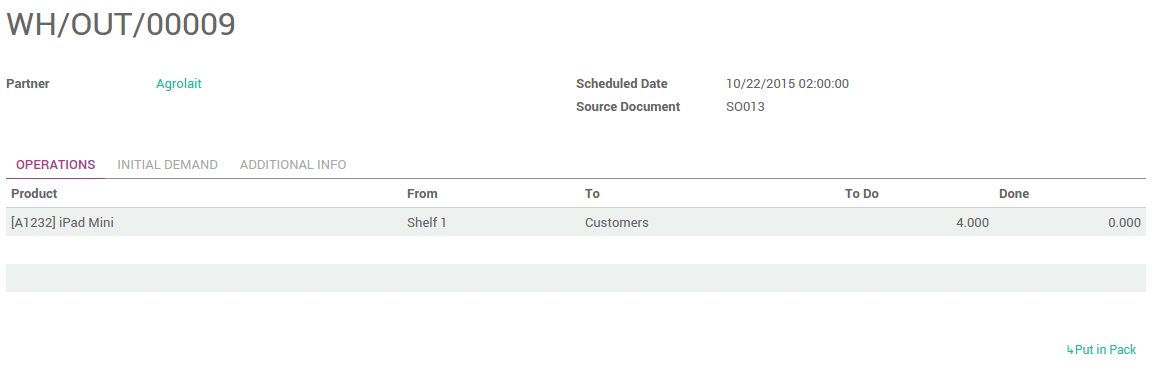 WH/OUT/00009
Partner Agrolait Scheduled Date 10/22/2015 02:00:00
Source Document SO013
OPERATIONS INITIAL DEMAND ADDITIONAL INFO
Product From To To Do Done
[A1232] iPad Mini Shelf 1 Customers 4.000 0.000
↳Put in Pack